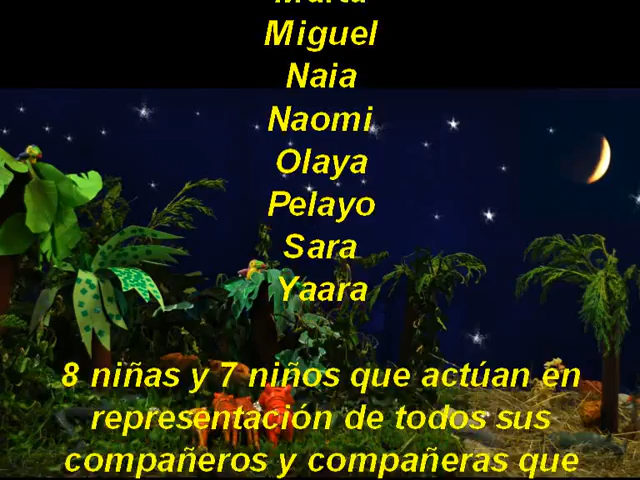 Miguel
Naia
Naomi
Olaya
Pelayo
Sara
Yaara
8 niñas y 7 niños que actúan en
representación de todos sus
compañeros y compañeras que